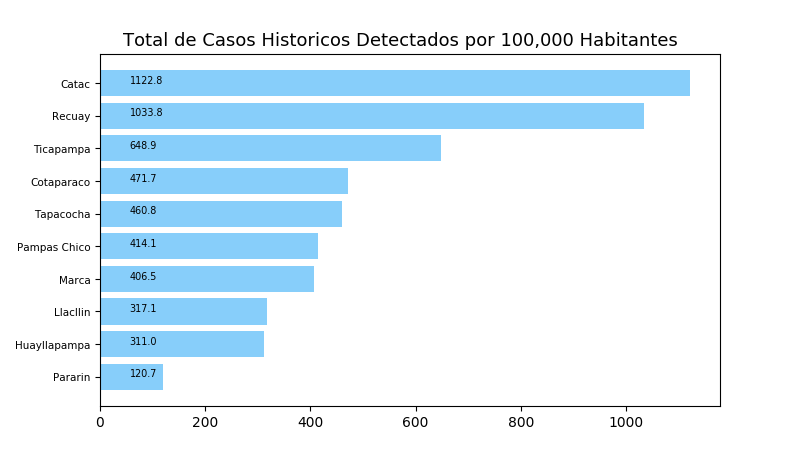 Total de Casos Historicos Detectados por 100,000 Habitantes
Catac 1122.8
Recuay 1033.8
Ticapampa 648.9
Cotaparaco 471.7
Tapacocha 460.8
Pampas Chico 414.1
Marca 406.5
Llacllin 317.1
Huayllapampa 311.0
Pararin 120.7
0 200 400 600 800 1000